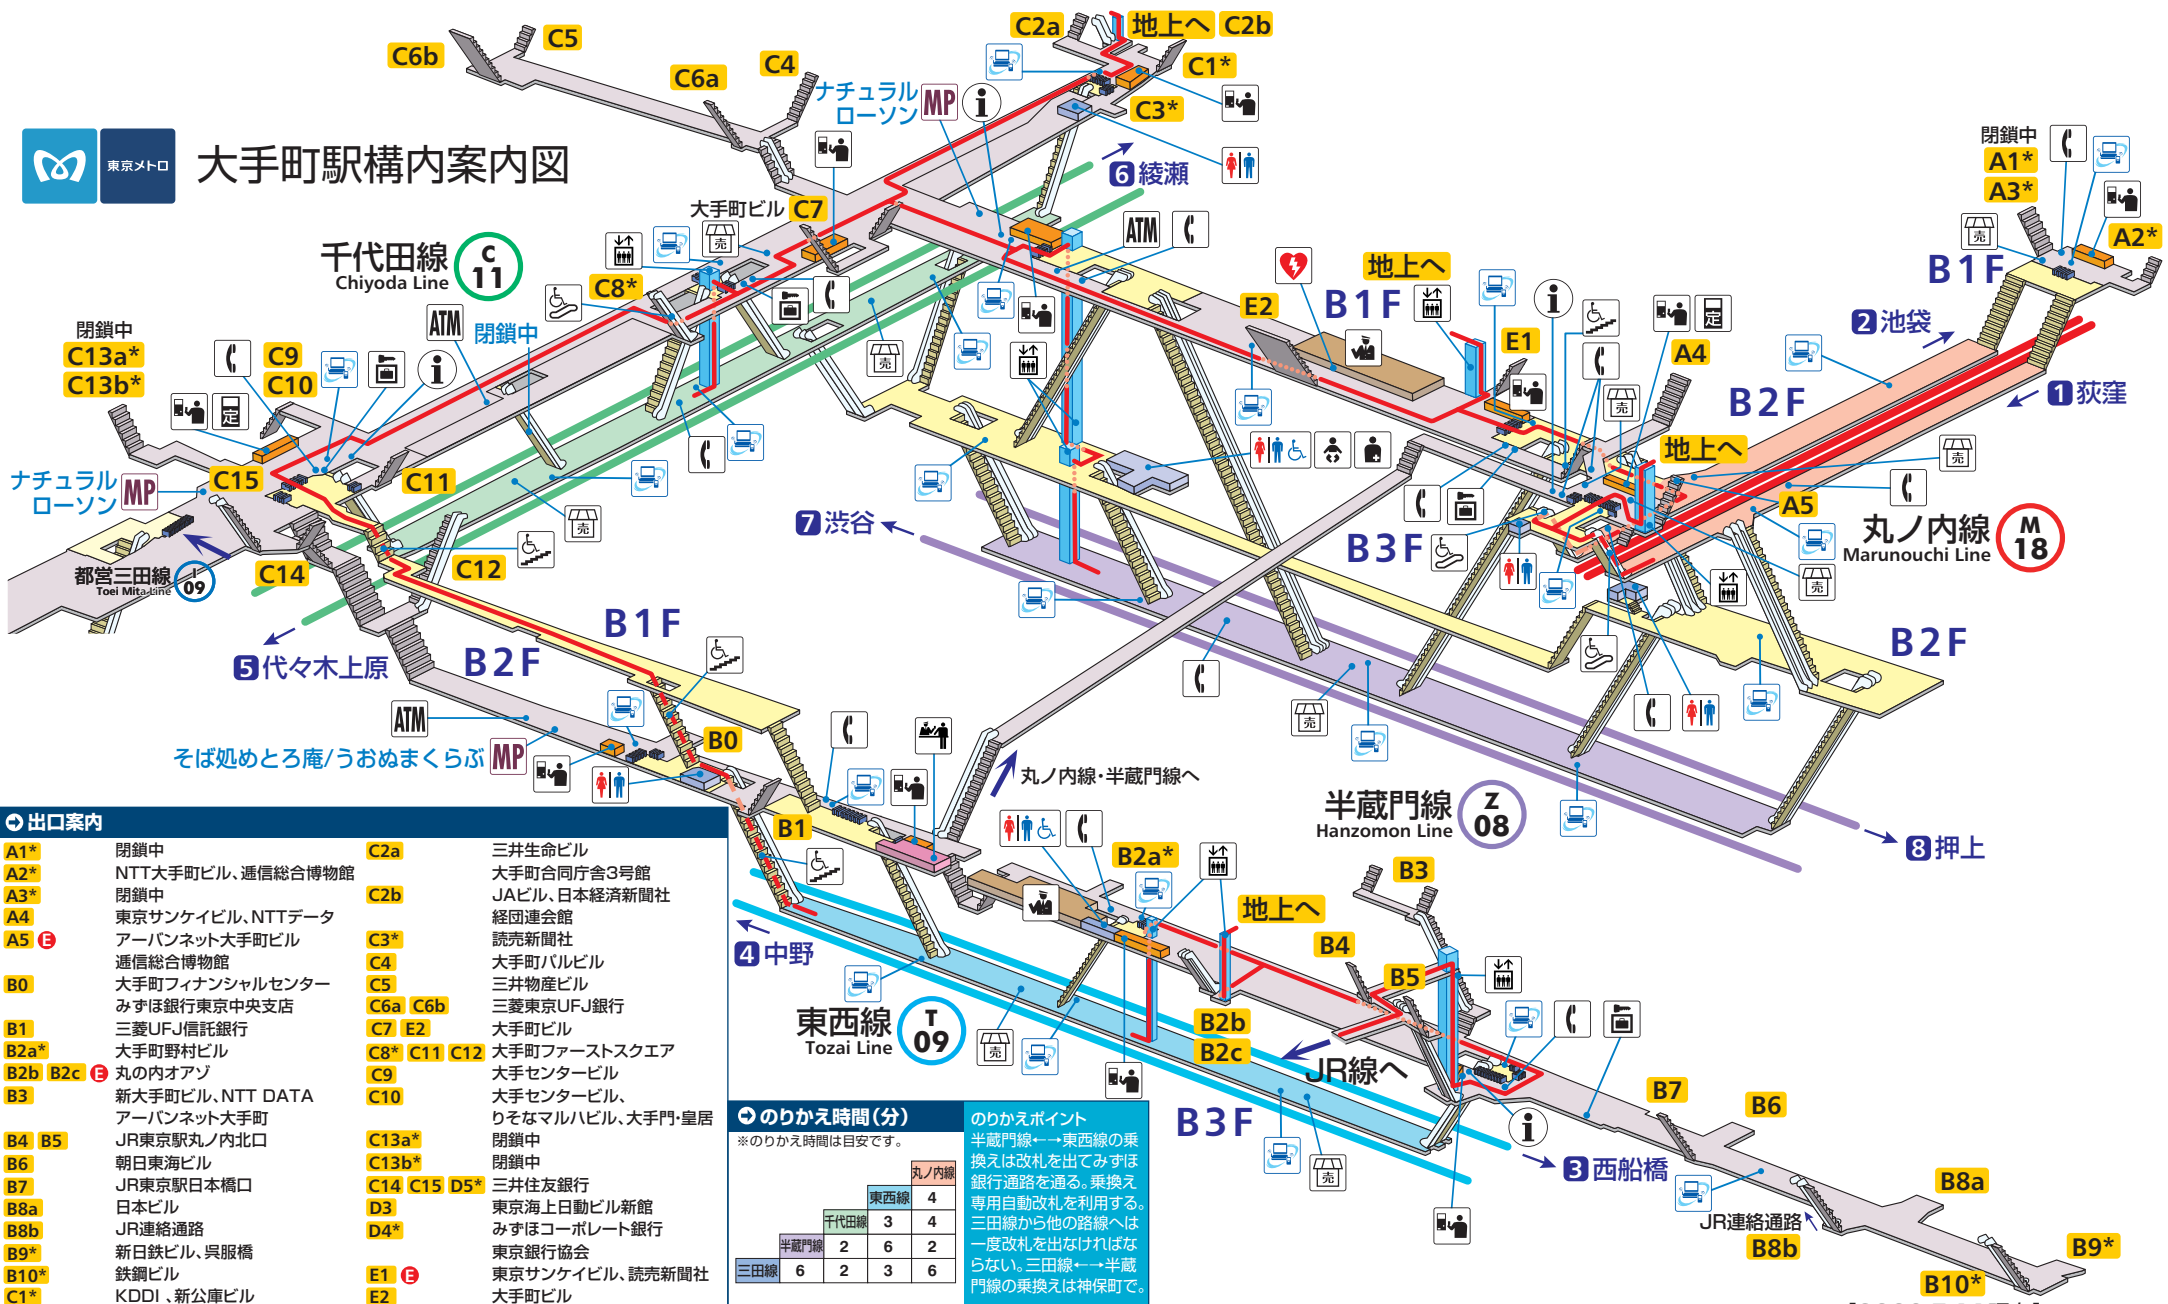 東京メトロ
大手町駅構内案内図
C6b
C5
C6a
C4
C2a
地上へ
C2b
C1*
C3*
ナチュラル
ローソン
MP
6 綾瀬
大手町ビル
C7
千代田線
Chiyoda Line
C
11
C8*
ATM
閉鎖中
売
ATM
売
閉鎖中
C13a*
C13b*
C9
C10
定
C15
C11
ナチュラル
ローソン
MP
都営三田線
Toei Mita Line
I
09
C14
C12
売
5 代々木上原
B1F
B2F
E2
B1F
地上へ
E1
定
A4
売
閉鎖中
A1*
A3*
A2*
売
B1F
2 池袋
1 荻窪
B2F
地上へ
売
A5
丸ノ内線
Marunouchi Line
M
18
売
7 渋谷
B3F
B2F
売
ATM
そば処めとろ庵/うおぬまくらぶ
MP
B0
B1
丸ノ内線・半蔵門線へ
半蔵門線
Hanzomon Line
Z
08
8 押上
B2a*
地上へ
B3
B4
B5
4 中野
東西線
Tozai Line
T
09
売
B2b
B2c
JR線へ
B3F
売
3 西船橋
B7
B6
B8a
JR連絡通路
B8b
B9*
B10*
出口案内
A1* 閉鎖中
A2* NTT大手町ビル、逓信総合博物館
A3* 閉鎖中
A4 東京サンケイビル、NTTデータ
A5 E アーバンネット大手町ビル
逓信総合博物館
B0 大手町フィナンシャルセンター
みずほ銀行東京中央支店
B1 三菱UFJ信託銀行
B2a* 大手町野村ビル
B2b B2c E 丸の内オアゾ
B3 新大手町ビル、NTT DATA
アーバンネット大手町
B4 B5 JR東京駅丸ノ内北口
B6 朝日東海ビル
B7 JR東京駅日本橋口
B8a 日本ビル
B8b JR連絡通路
B9* 新日鉄ビル、呉服橋
B10* 鉄鋼ビル
C1* KDDI、新公庫ビル
C2a 三井生命ビル
大手町合同庁舎3号館
C2b JAビル、日本経済新聞社
経団連会館
C3* 読売新聞社
C4 大手町パルビル
C5 三井物産ビル
C6a C6b 三菱東京UFJ銀行
C7 E2 大手町ビル
C8* C11 C12 大手町ファーストスクエア
C9 大手センタービル
C10 大手センタービル、
りそなマルハビル、大手門・皇居
C13a* 閉鎖中
C13b* 閉鎖中
C14 C15 D5* 三井住友銀行
D3 東京海上日動ビル新館
D4* みずほコーポレート銀行
東京銀行協会
E1 E 東京サンケイビル、読売新聞社
E2 大手町ビル
のりかえ時間(分)
※のりかえ時間は目安です。
丸ノ内線
東西線 4
千代田線 3 4
半蔵門線 2 6 2
三田線 6 2 3 6
のりかえポイント
半蔵門線←→東西線の乗
換えは改札を出てみずほ
銀行通路を通る。乗換え
専用自動改札を利用する。
三田線から他の路線へは
一度改札を出なければな
らない。三田線←→半蔵
門線の乗換えは神保町で。